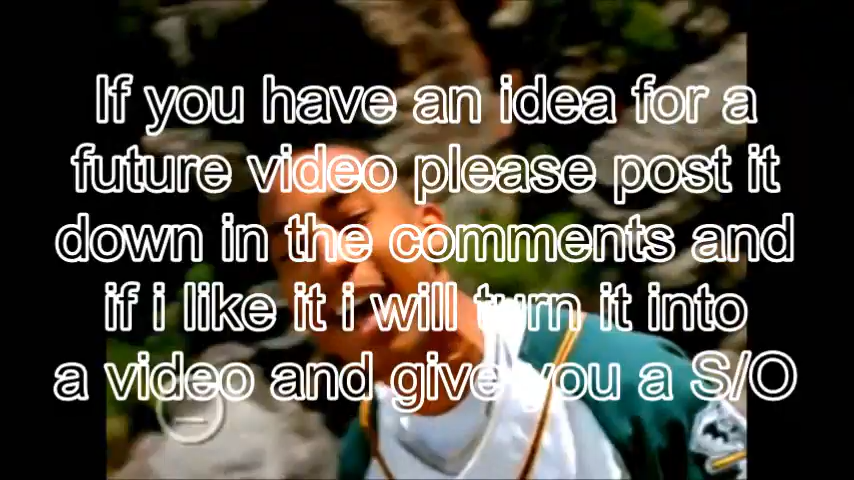 If you have an idea for a
future video please post it
down in the comments and
if i like it i will turn it into
a video and give you a S/O